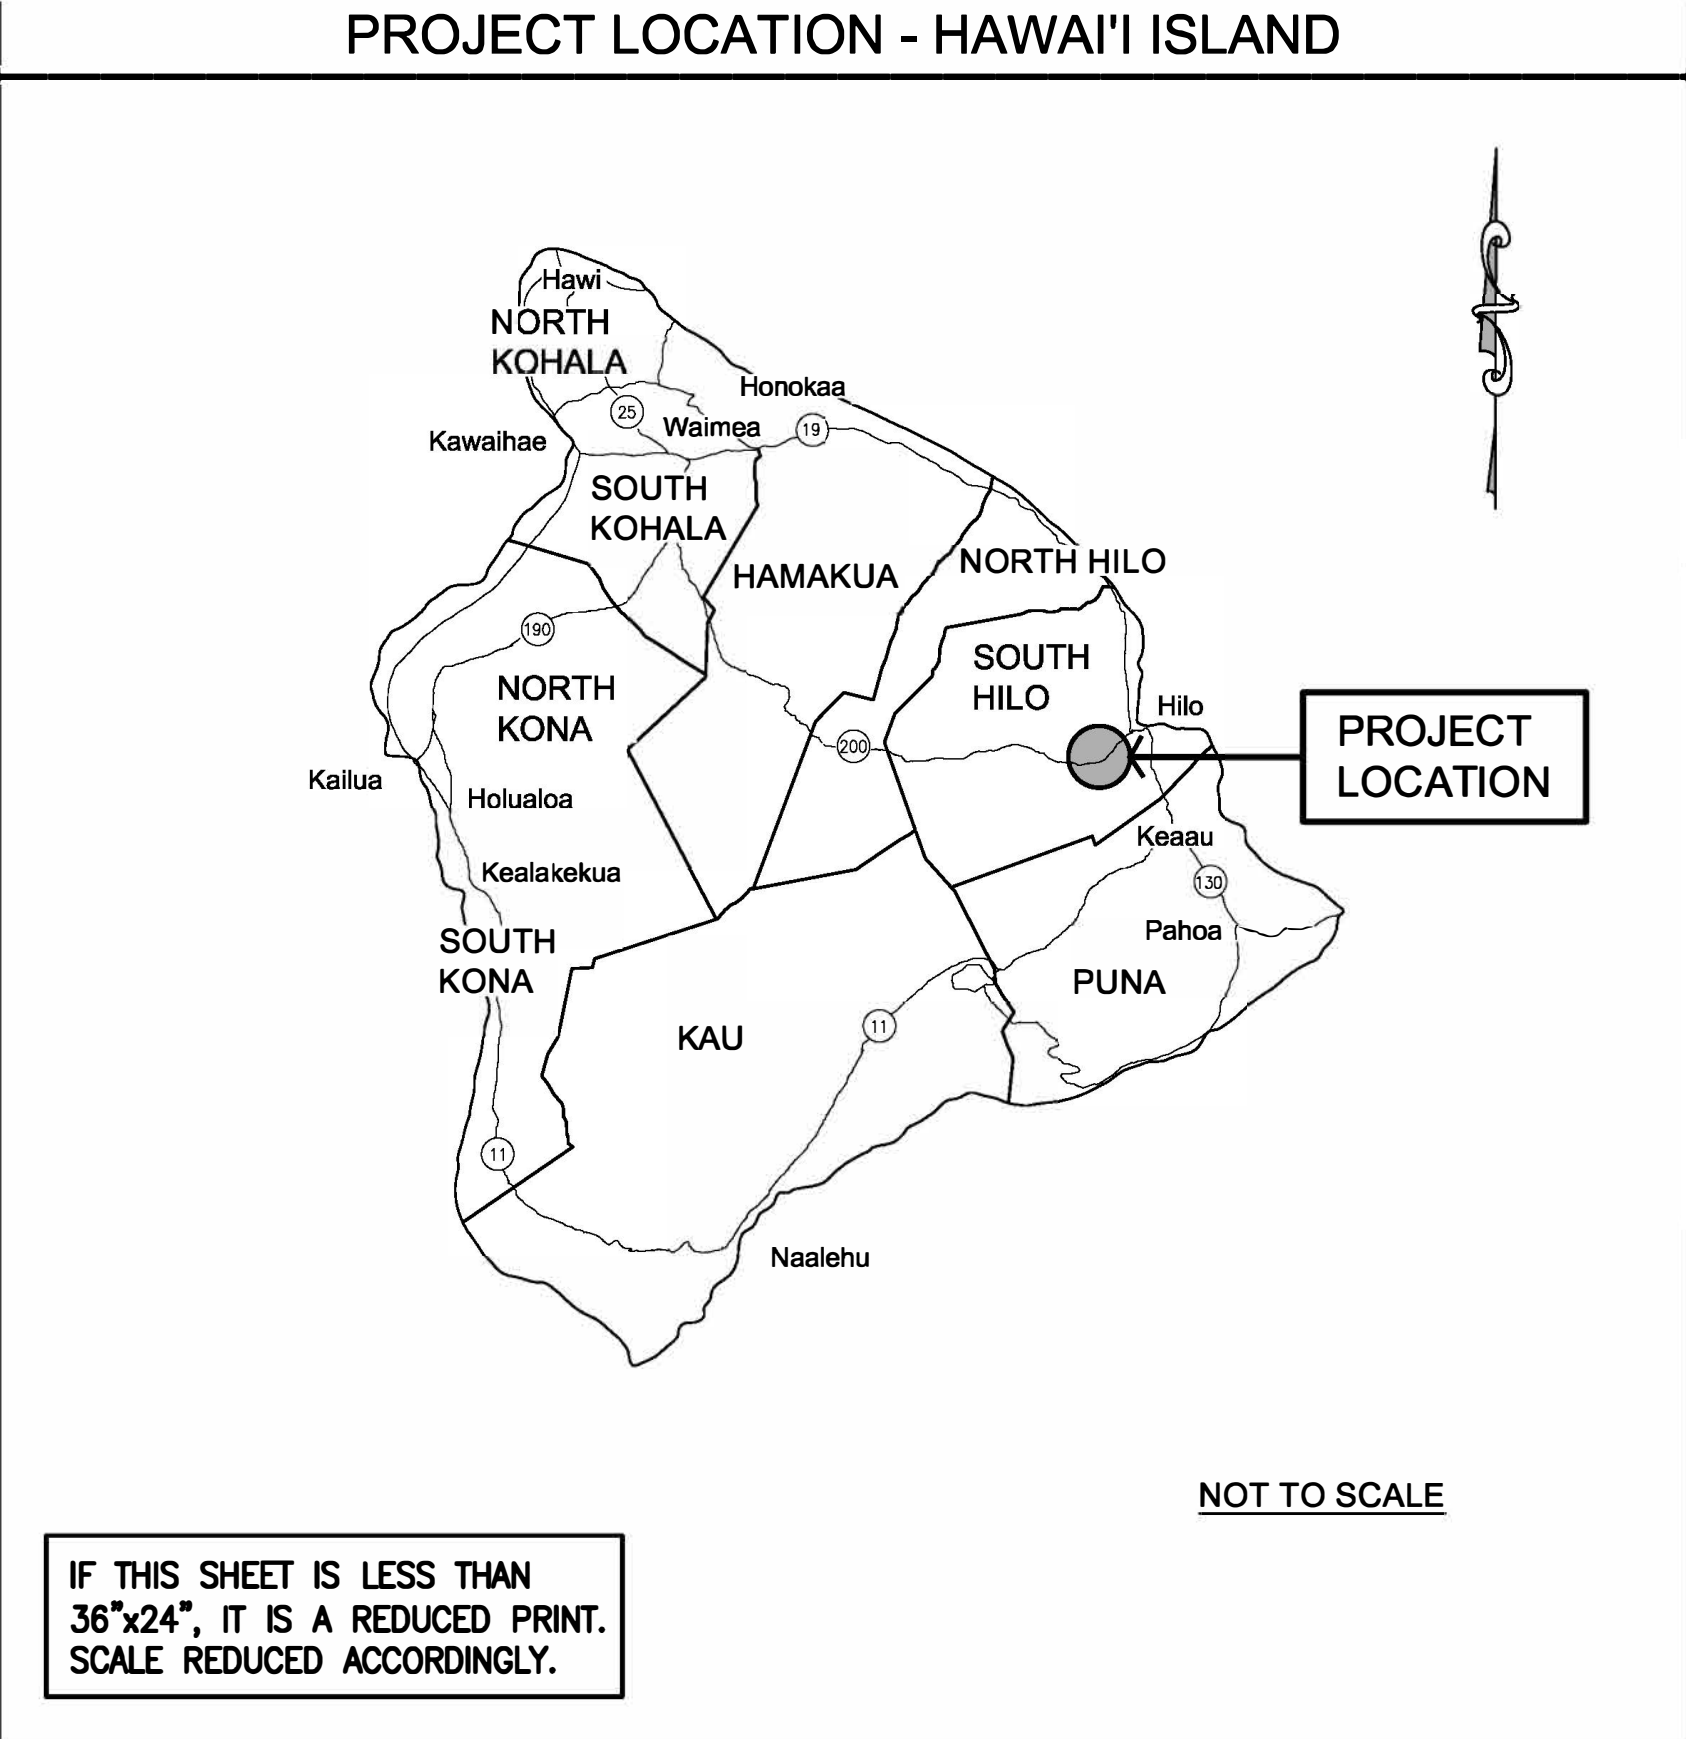 PROJECT LOCATION - HAWAI'I ISLAND
Hawi
NORTH
KOHALA
Honokaa
25
Waimea
19
Kawaihae
SOUTH
KOHALA
HAMAKUA
NORTH HILO
190
SOUTH
HILO
NORTH
KONA
Hilo
PROJECT
LOCATION
200
Kailua
Holualoa
Keaau
Kealakekua
130
Pahoa
SOUTH
KONA
PUNA
KAU
11
11
Naalehu
NOT TO SCALE
IF THIS SHEET IS LESS THAN
36"x24", IT IS A REDUCED PRINT.
SCALE REDUCED ACCORDINGLY.